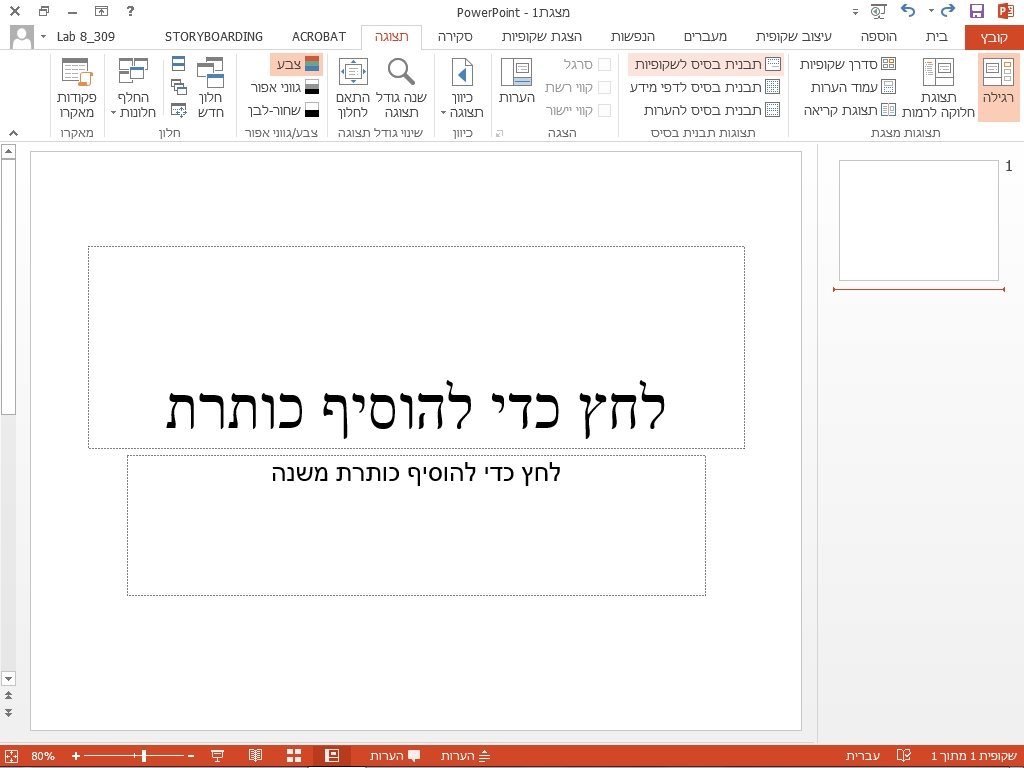 מצגת1 - PowerPoint
?
קובץ בית הוספה עיצוב שקופיות מעברים הנפשות הצגת שקופיות סקירה תצוגה ACROBAT STORYBOARDING Lab 8_309
רגילה
תצוגת
חלוקה לרמות
סדרן שקופיות
עמוד הערות
תצוגת קריאה
תצוגות מצגת
תבנית בסיס לשקופיות
תבנית בסיס לדפי מידע
תבנית בסיס להערות
תצוגות תבנית בסיס
סרגל
קווי רשת
קווי יישור
הערות
הצגה
כיוון
תצוגה
כיוון
שנה גודל
תצוגה
התאם
לחלון
שינוי גודל תצוגה
צבע
גווני אפור
שחור-לבן
צבע/גווני אפור
חלון
חדש
החלף
חלונות
חלון
פקודות
מאקרו
מאקרו
1
לחץ כדי להוסיף כותרת
לחץ כדי להוסיף כותרת משנה
שקופית 1 מתוך 1 עברית הערות הערות 80%